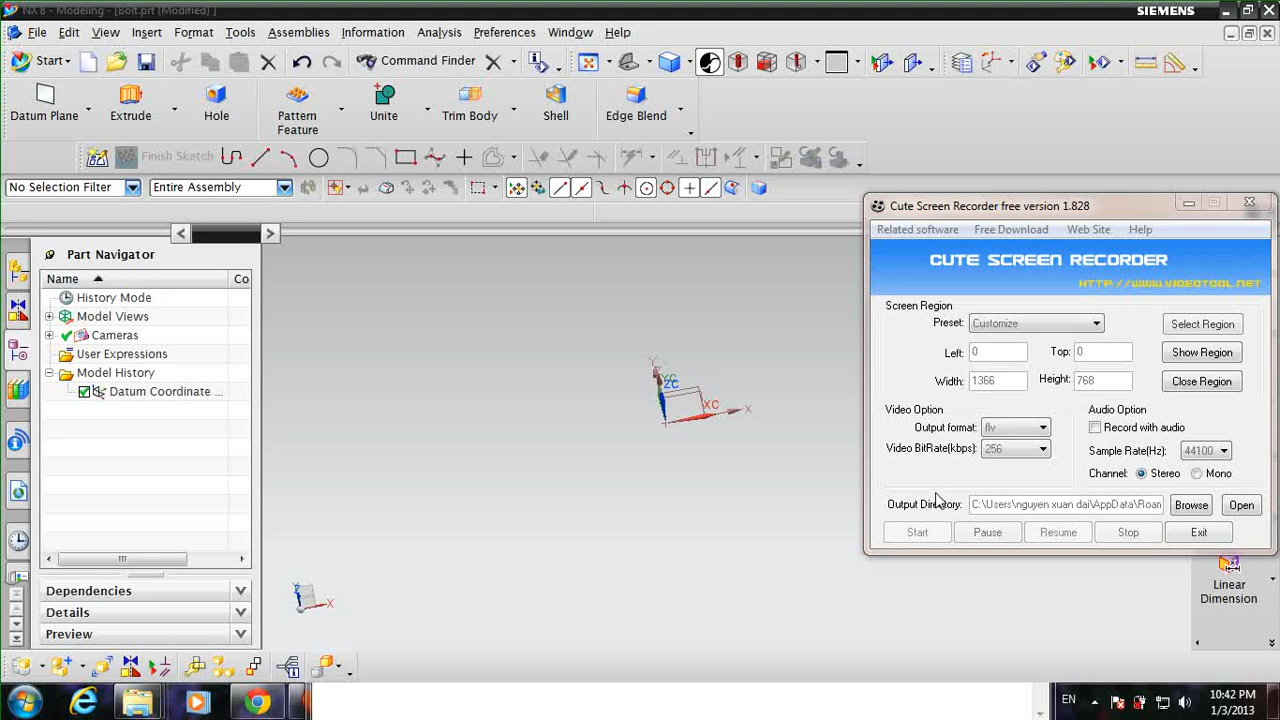 NX 8 - Modeling - [Bolt.prt (Modified) ]
SIEMENS
File Edit View Insert Format Tools Assemblies Information Analysis Preferences Window Help
Start Command Finder
Datum Plane Extrude Hole Pattern Feature Unite Trim Body Shell Edge Blend
Finish Sketch
No Selection Filter Entire Assembly
Part Navigator
Name Co
History Mode
Model Views
Cameras
User Expressions
Model History
Datum Coordinate ...
Dependencies
Details
Preview
ZC
XC
X
Z
X
Cute Screen Recorder free version 1.828
Related software Free Download Web Site Help
CUTE SCREEN RECORDER
HTTP://WWW.VIDEOTOOL.NET
Screen Region
Preset: Customize Select Region
Left: 0 Top: 0 Show Region
Width: 1366 Height: 768 Close Region
Video Option Audio Option
Output format: flv Record with audio
Video BitRate(kbps): 256 Sample Rate(Hz): 44100
Channel: Stereo Mono
Output Directory: C:\Users\nguyen xuan dai\AppData\Roan Browse Open
Start Pause Resume Stop Exit
Linear Dimension
EN
10:42 PM
1/3/2013